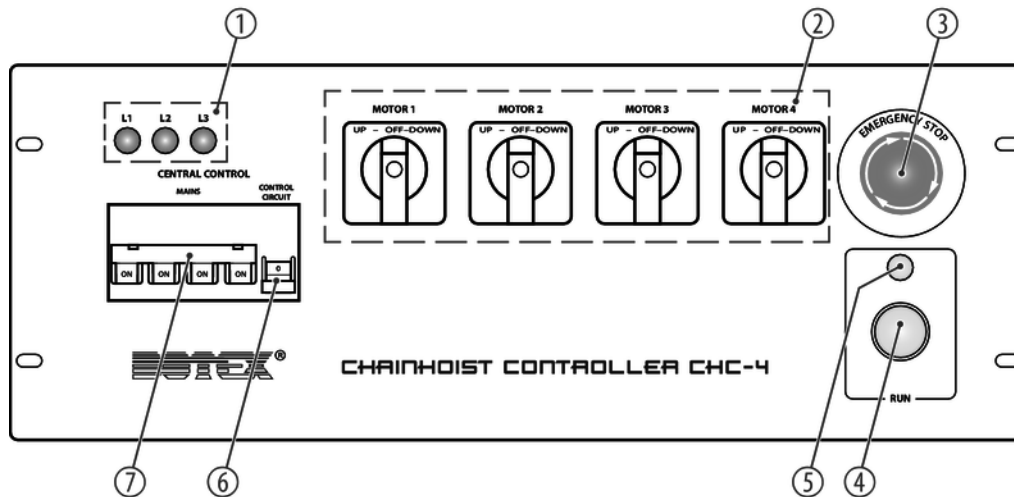 ① ② ③
MOTOR 1 MOTOR 2 MOTOR 3 MOTOR 4
L1 L2 L3
UP - OFF-DOWN UP - OFF-DOWN UP - OFF-DOWN UP - OFF-DOWN
EMERGENCY STOP
CENTRAL CONTROL
MAINS
CONTROL
CIRCUIT
ON ON ON ON
®
CHAINHOIST CONTROLLER CHC-4
RUN
⑦ ⑥ ⑤ ④